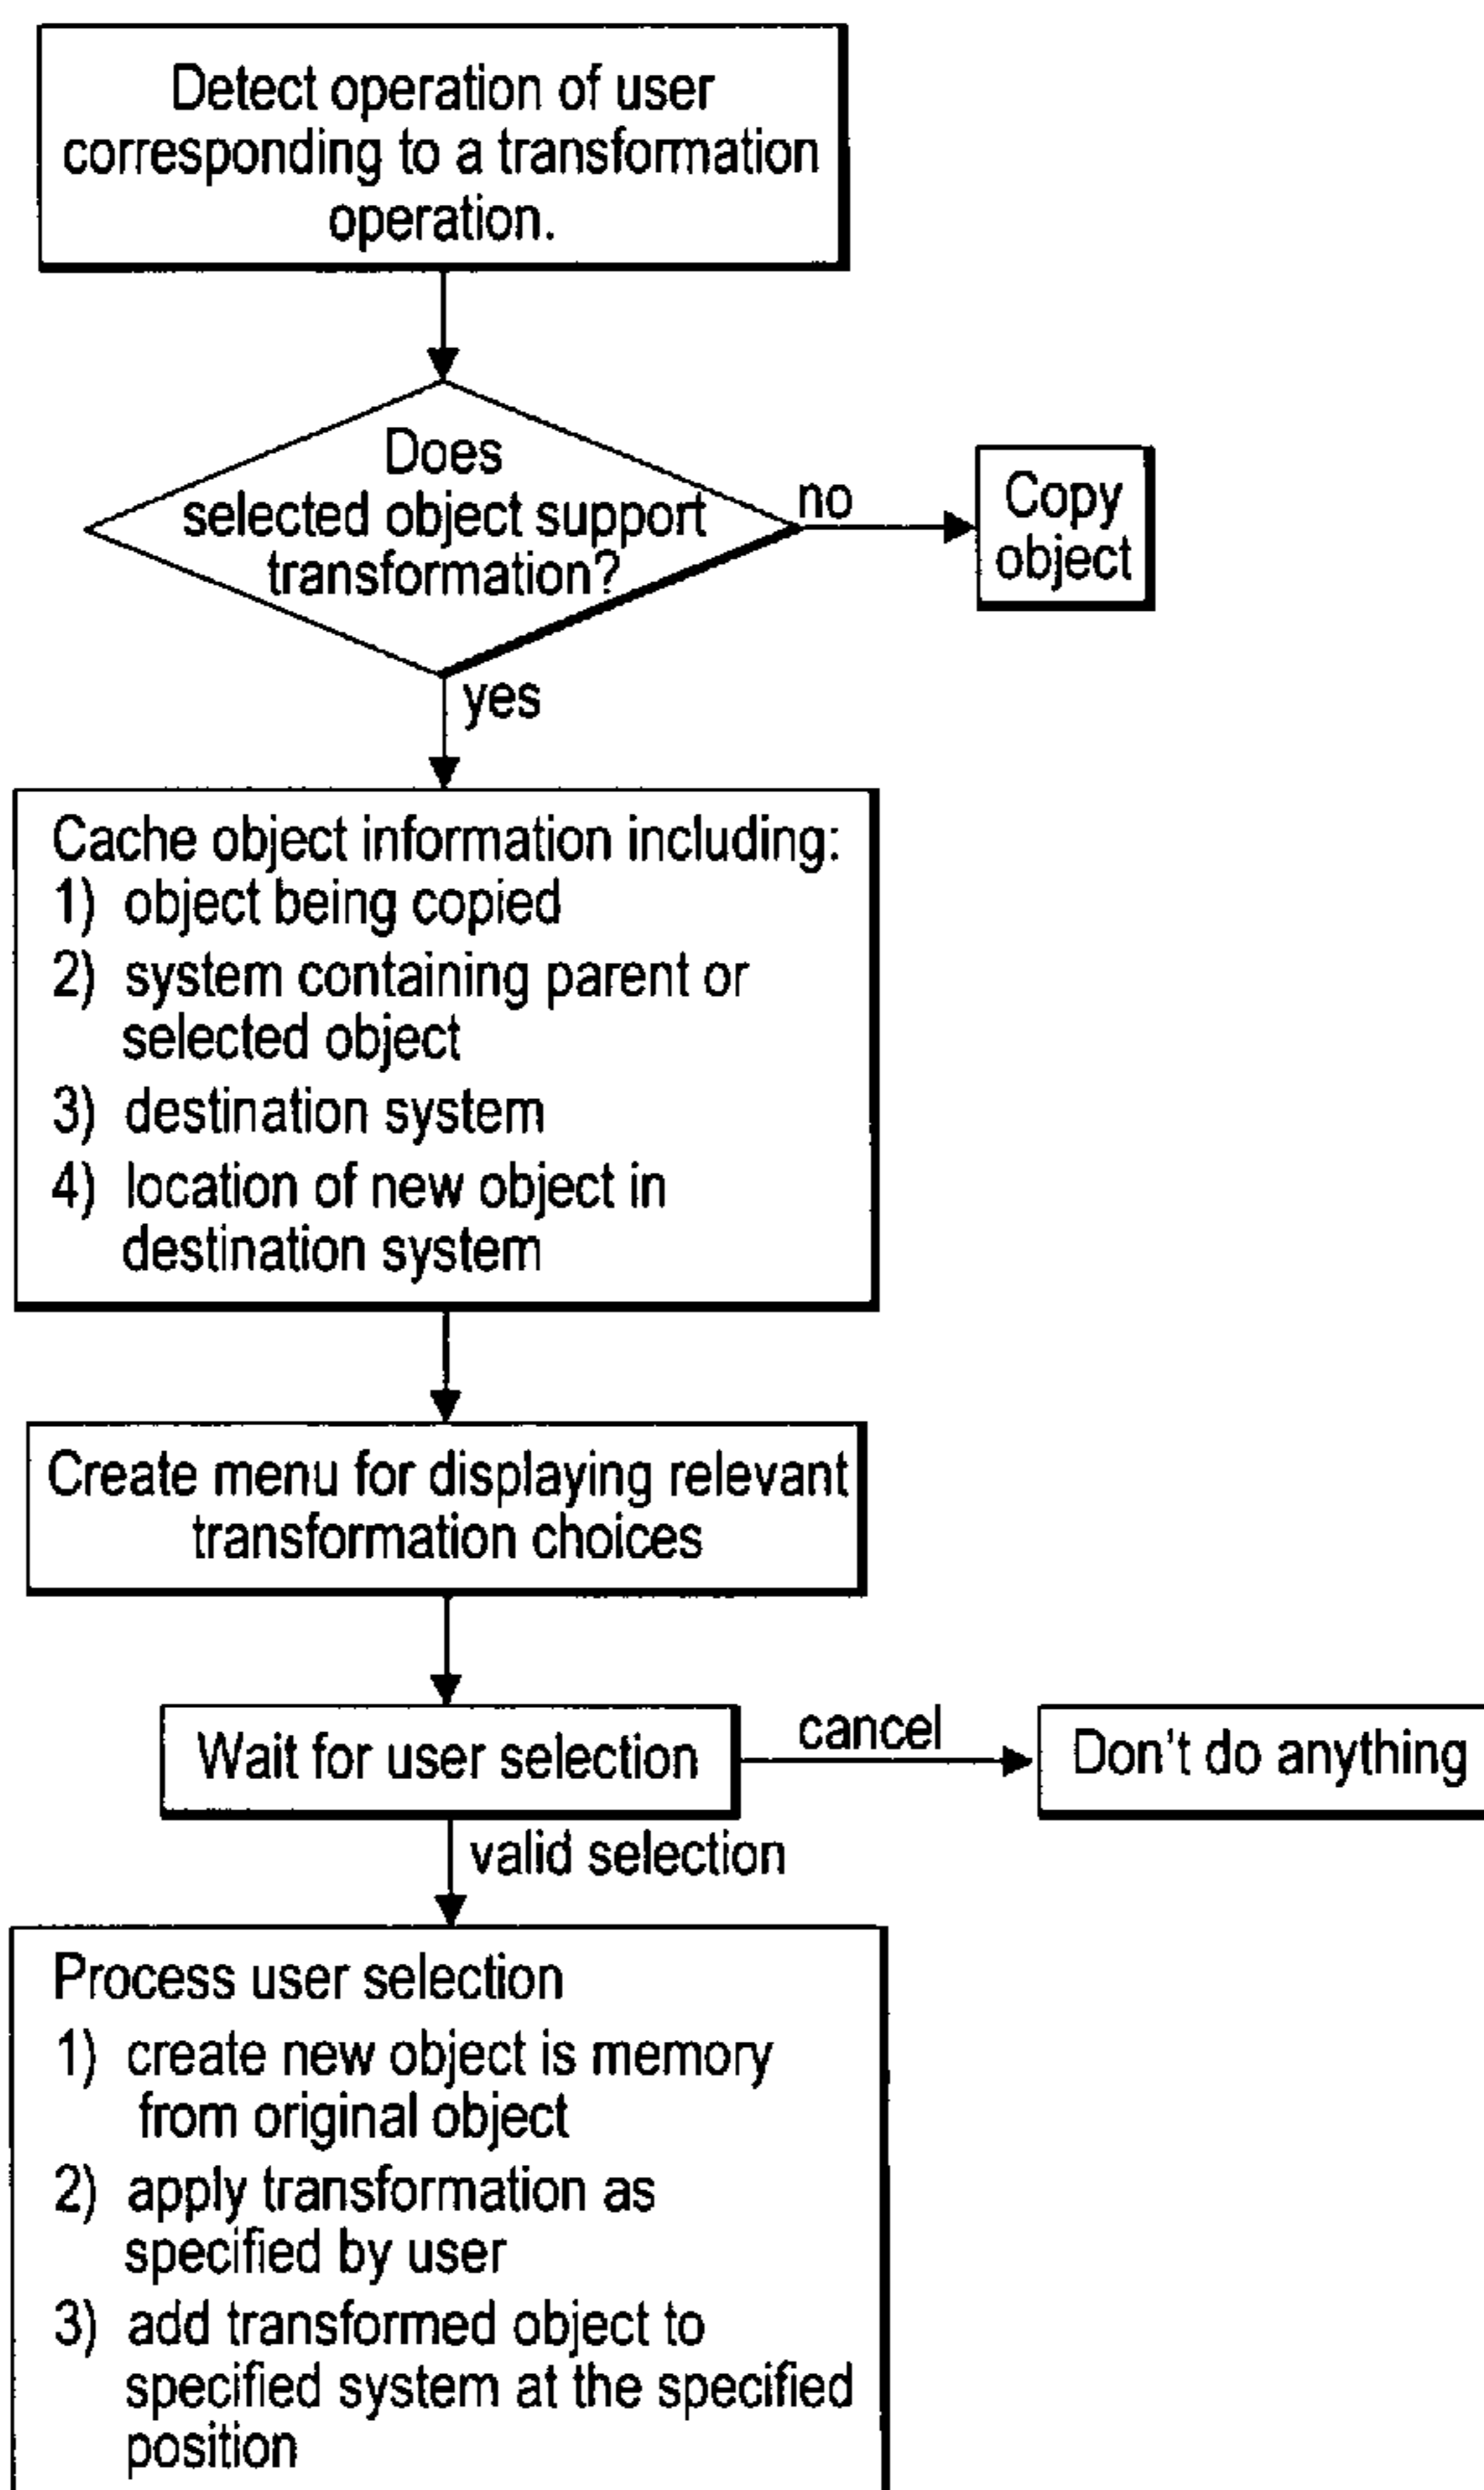 Detect operation of user
corresponding to a transformation
operation.
Does
selected object support
transformation?
no
Copy
object
yes
Cache object information including:
1) object being copied
2) system containing parent or
selected object
3) destination system
4) location of new object in
destination system
Create menu for displaying relevant
transformation choices
Wait for user selection
cancel
Don't do anything
valid selection
Process user selection
1) create new object is memory
from original object
2) apply transformation as
specified by user
3) add transformed object to
specified system at the specified
position